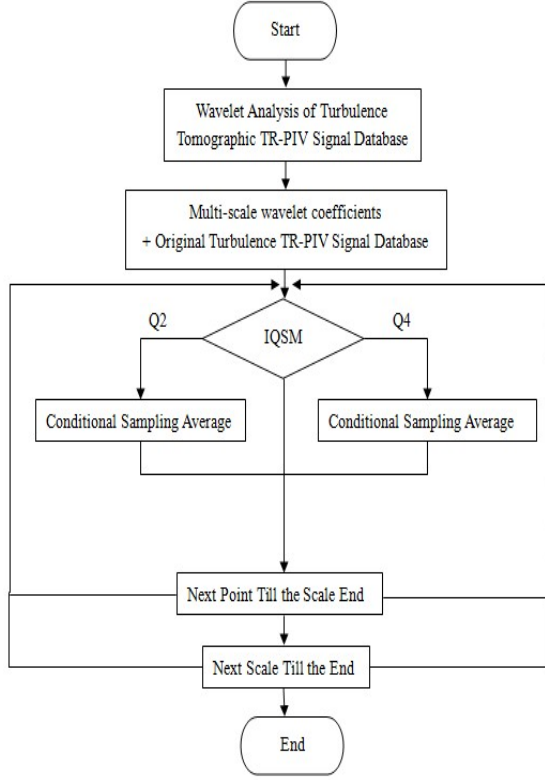 Start
Wavelet Analysis of Turbulence
Tomographic TR-PIV Signal Database
Multi-scale wavelet coefficients
+ Original Turbulence TR-PIV Signal Database
Q2
IQSM
Q4
Conditional Sampling Average
Conditional Sampling Average
Next Point Till the Scale End
Next Scale Till the End
End